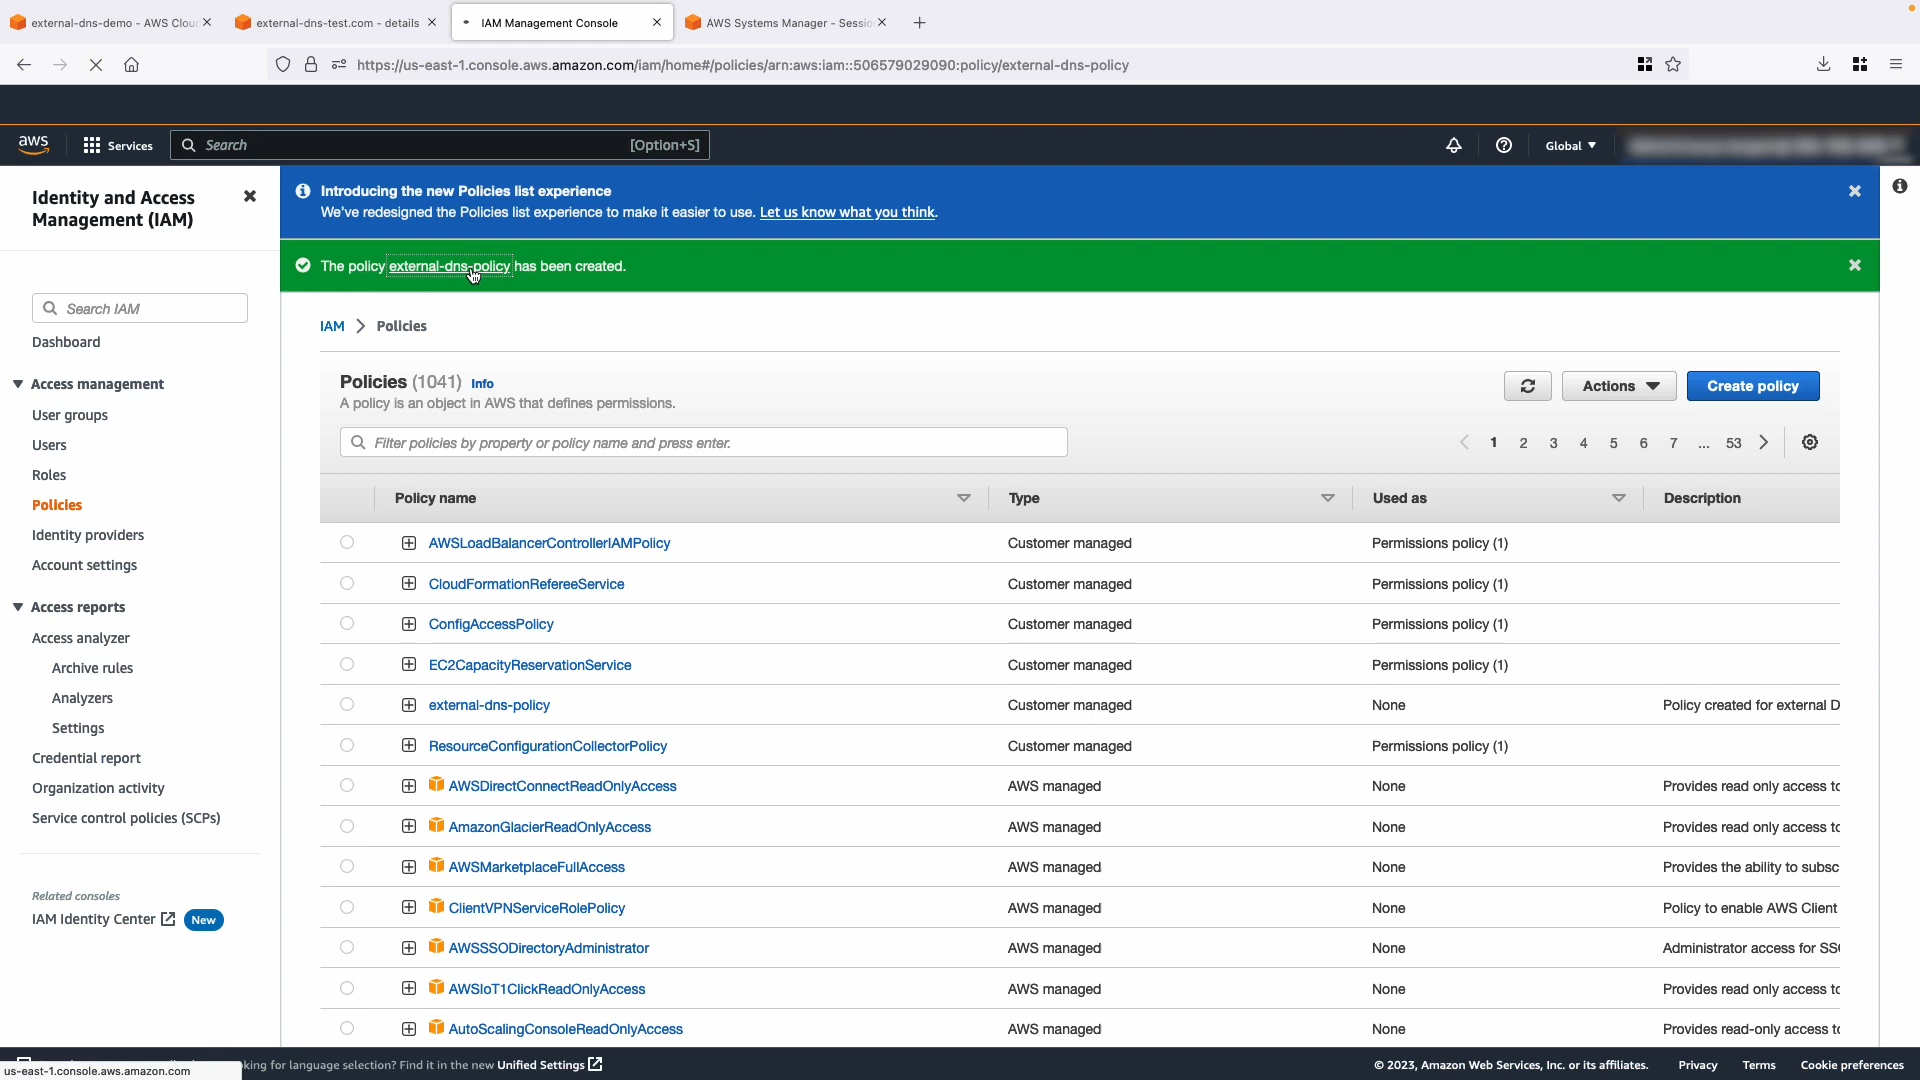 external-dns-demo - AWS Clou
external-dns-test.com - details
IAM Management Console
AWS Systems Manager - Sessio
https://us-east-1.console.aws.amazon.com/iam/home#/policies/arn:aws:iam::506579029090:policy/external-dns-policy
aws
Services
Search
[Option+S]
Global
Identity and Access
Management (IAM)
Introducing the new Policies list experience
We've redesigned the Policies list experience to make it easier to use. Let us know what you think.
The policy external-dns-policy has been created.
Search IAM
Dashboard
Access management
User groups
Users
Roles
Policies
Identity providers
Account settings
Access reports
Access analyzer
Archive rules
Analyzers
Settings
Credential report
Organization activity
Service control policies (SCPs)
Related consoles
IAM Identity Center New
IAM > Policies
Policies (1041) Info
A policy is an object in AWS that defines permissions.
Actions
Create policy
Filter policies by property or policy name and press enter.
1 2 3 4 5 6 7 ... 53
Policy name Type Used as Description
AWSLoadBalancerControllerIAMPolicy Customer managed Permissions policy (1)
CloudFormationRefereeService Customer managed Permissions policy (1)
ConfigAccessPolicy Customer managed Permissions policy (1)
EC2CapacityReservationService Customer managed Permissions policy (1)
external-dns-policy Customer managed None Policy created for external D
ResourceConfigurationCollectorPolicy Customer managed Permissions policy (1)
AWSDirectConnectReadOnlyAccess AWS managed None Provides read only access to
AmazonGlacierReadOnlyAccess AWS managed None Provides read only access to
AWSMarketplaceFullAccess AWS managed None Provides the ability to subsc
ClientVPNServiceRolePolicy AWS managed None Policy to enable AWS Client
AWSSSODirectoryAdministrator AWS managed None Administrator access for SS
AWSIoT1ClickReadOnlyAccess AWS managed None Provides read only access to
AutoScalingConsoleReadOnlyAccess AWS managed None Provides read-only access to
king for language selection? Find it in the new Unified Settings
us-east-1.console.aws.amazon.com
© 2023, Amazon Web Services, Inc. or its affiliates.
Privacy
Terms
Cookie preferences